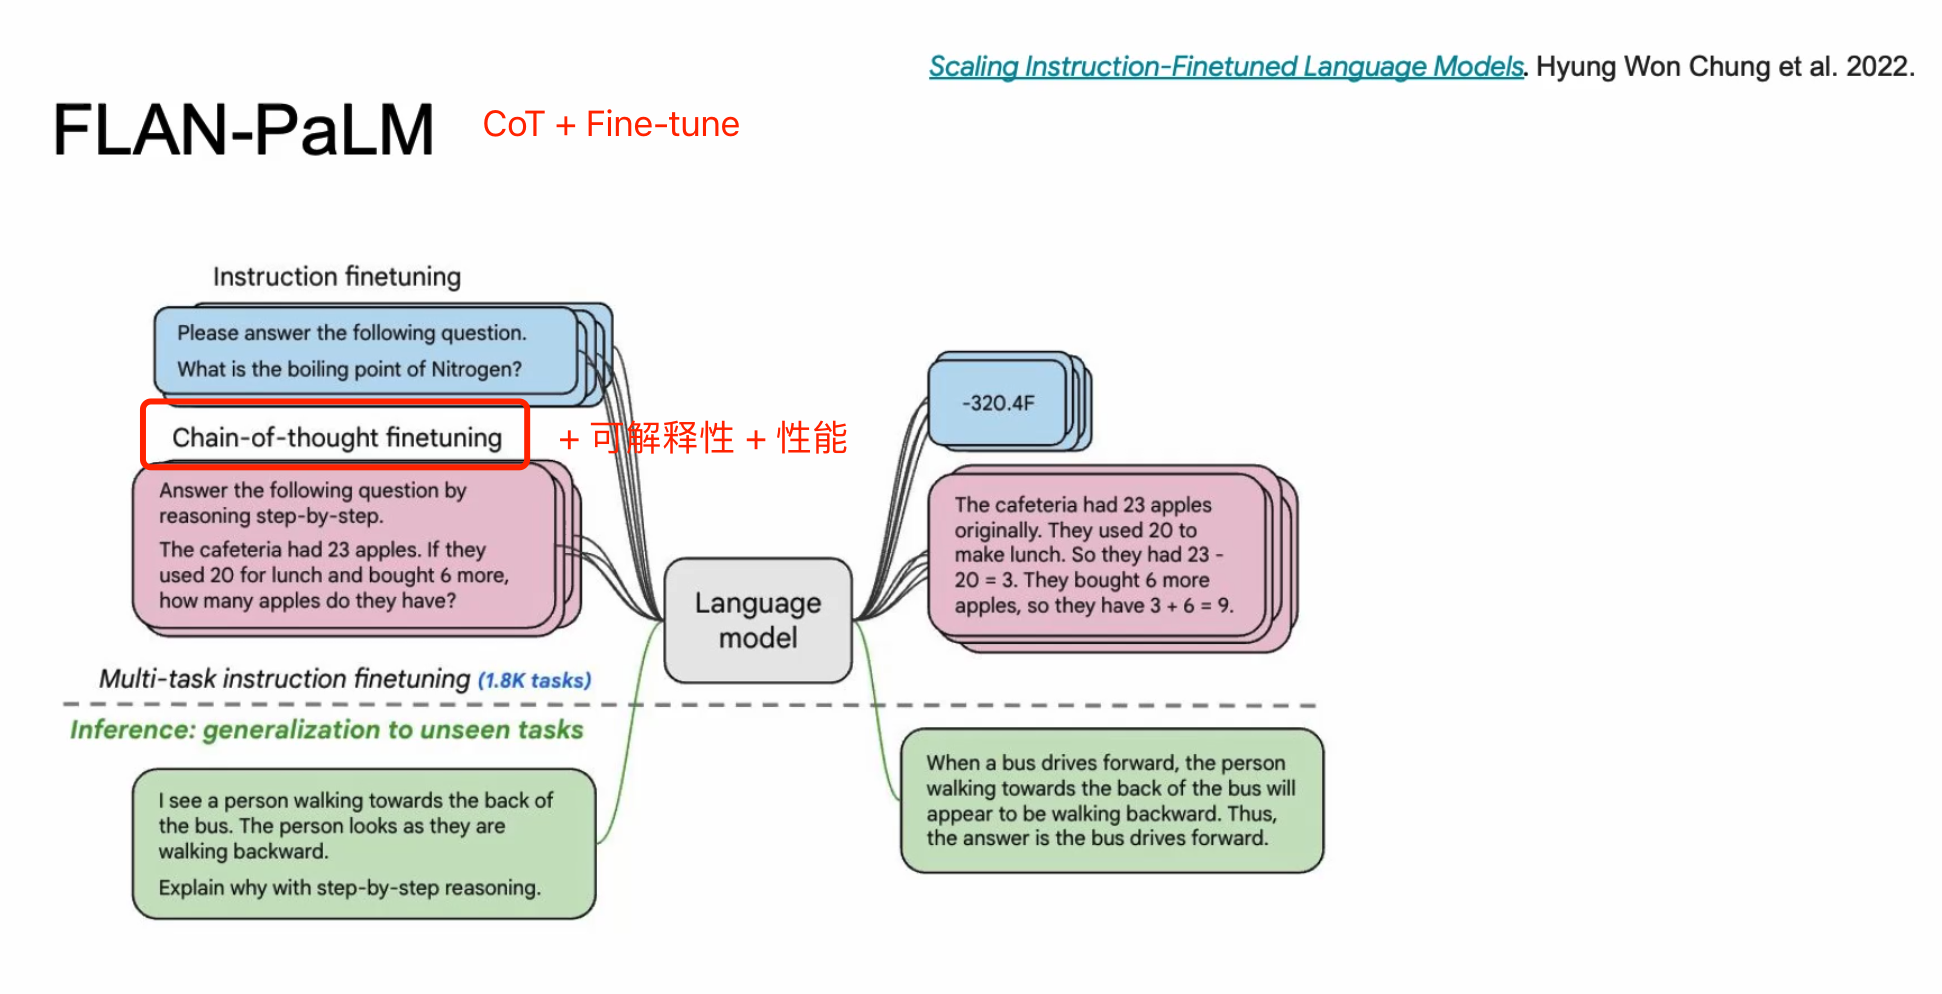 Scaling Instruction-Finetuned Language Models. Hyung Won Chung et al. 2022.
FLAN-PaLM
CoT + Fine-tune
Instruction finetuning
Please answer the following question.
What is the boiling point of Nitrogen?
-320.4F
Chain-of-thought finetuning
+ 可解释性 + 性能
Answer the following question by
reasoning step-by-step.
The cafeteria had 23 apples. If they
used 20 for lunch and bought 6 more,
how many apples do they have?
The cafeteria had 23 apples
originally. They used 20 to
make lunch. So they had 23 -
20 = 3. They bought 6 more
apples, so they have 3 + 6 = 9.
Language
model
Multi-task instruction finetuning (1.8K tasks)
Inference: generalization to unseen tasks
I see a person walking towards the back of
the bus. The person looks as they are
walking backward.
Explain why with step-by-step reasoning.
When a bus drives forward, the person
walking towards the back of the bus will
appear to be walking backward. Thus,
the answer is the bus drives forward.